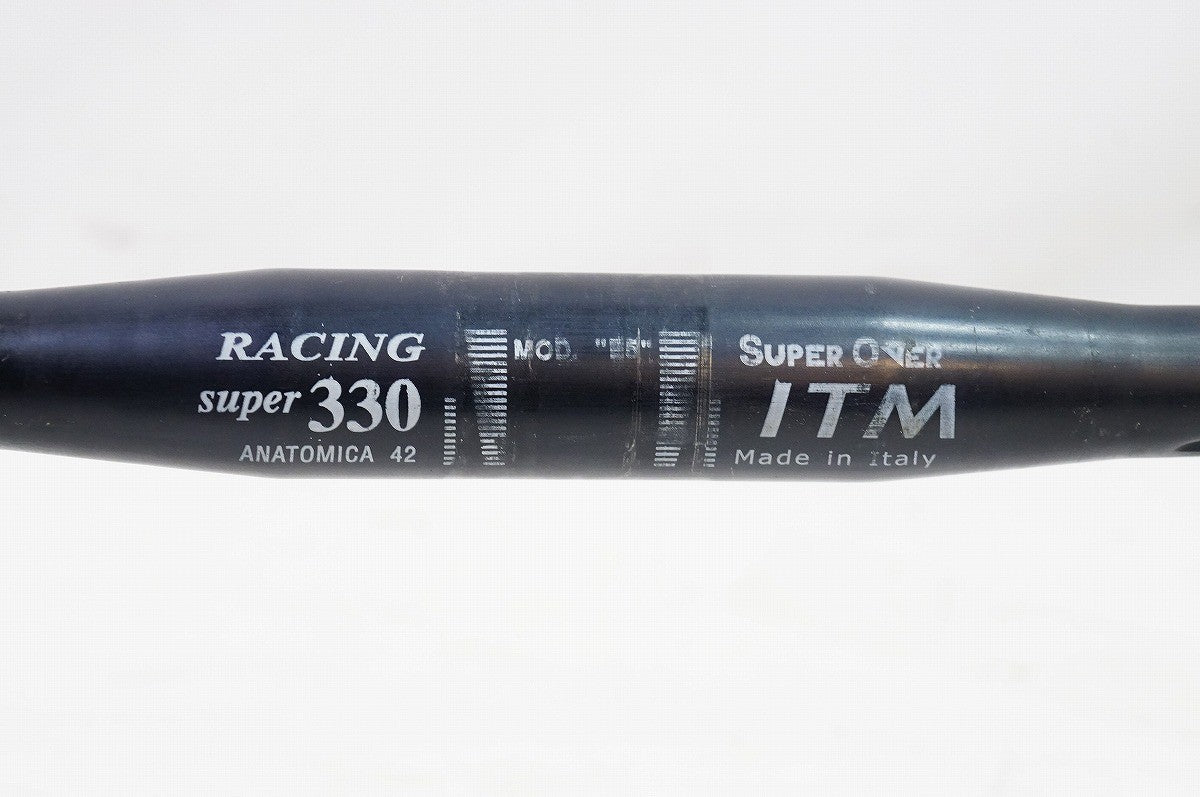 RACING
super 330
ANATOMICA 42
MOD.
SUPER OVER
ITM
Made in Italy